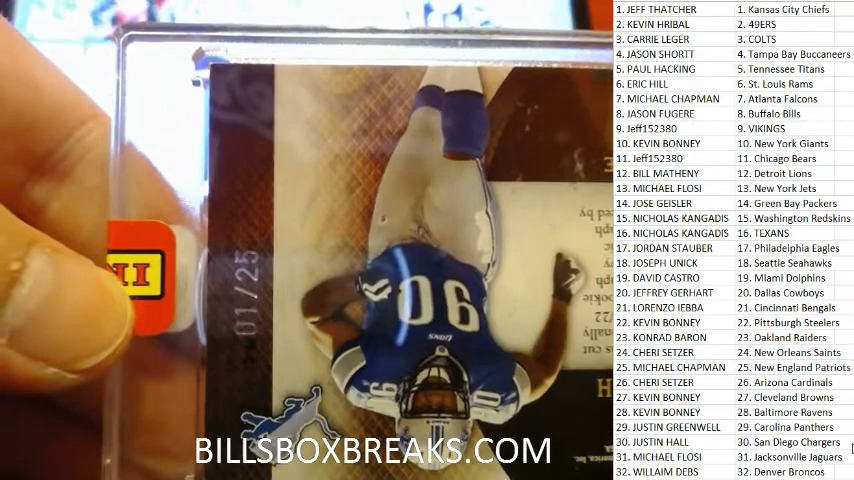 1. JEFF THATCHER 1. Kansas City Chiefs
2. KEVIN HRIBAL 2. 49ERS
3. CARRIE LEGER 3. COLTS
4. JASON SHORTT 4. Tampa Bay Buccaneers
5. PAUL HACKING 5. Tennessee Titans
6. ERIC HILL 6. St. Louis Rams
7. MICHAEL CHAPMAN 7. Atlanta Falcons
8. JASON FUGERE 8. Buffalo Bills
9. Jeff152380 9. VIKINGS
10. KEVIN BONNEY 10. New York Giants
11. Jeff152380 11. Chicago Bears
12. BILL MATHENY 12. Detroit Lions
13. MICHAEL FLOSI 13. New York Jets
14. JOSE GEISLER 14. Green Bay Packers
15. NICHOLAS KANGADIS 15. Washington Redskins
16. NICHOLAS KANGADIS 16. TEXANS
17. JORDAN STAUBER 17. Philadelphia Eagles
18. JOSEPH UNICK 18. Seattle Seahawks
19. DAVID CASTRO 19. Miami Dolphins
20. JEFFREY GERHART 20. Dallas Cowboys
21. LORENZO IEBBA 21. Cincinnati Bengals
22. KEVIN BONNEY 22. Pittsburgh Steelers
23. KONRAD BARON 23. Oakland Raiders
24. CHERI SETZER 24. New Orleans Saints
25. MICHAEL CHAPMAN 25. New England Patriots
26. CHERI SETZER 26. Arizona Cardinals
27. KEVIN BONNEY 27. Cleveland Browns
28. KEVIN BONNEY 28. Baltimore Ravens
29. JUSTIN GREENWELL 29. Carolina Panthers
30. JUSTIN HALL 30. San Diego Chargers
31. MICHAEL FLOSI 31. Jacksonville Jaguars
32. WILLAIM DEBS 32. Denver Broncos
01/25
90
LIONS
90
BILLSBOXBREAKS.COM